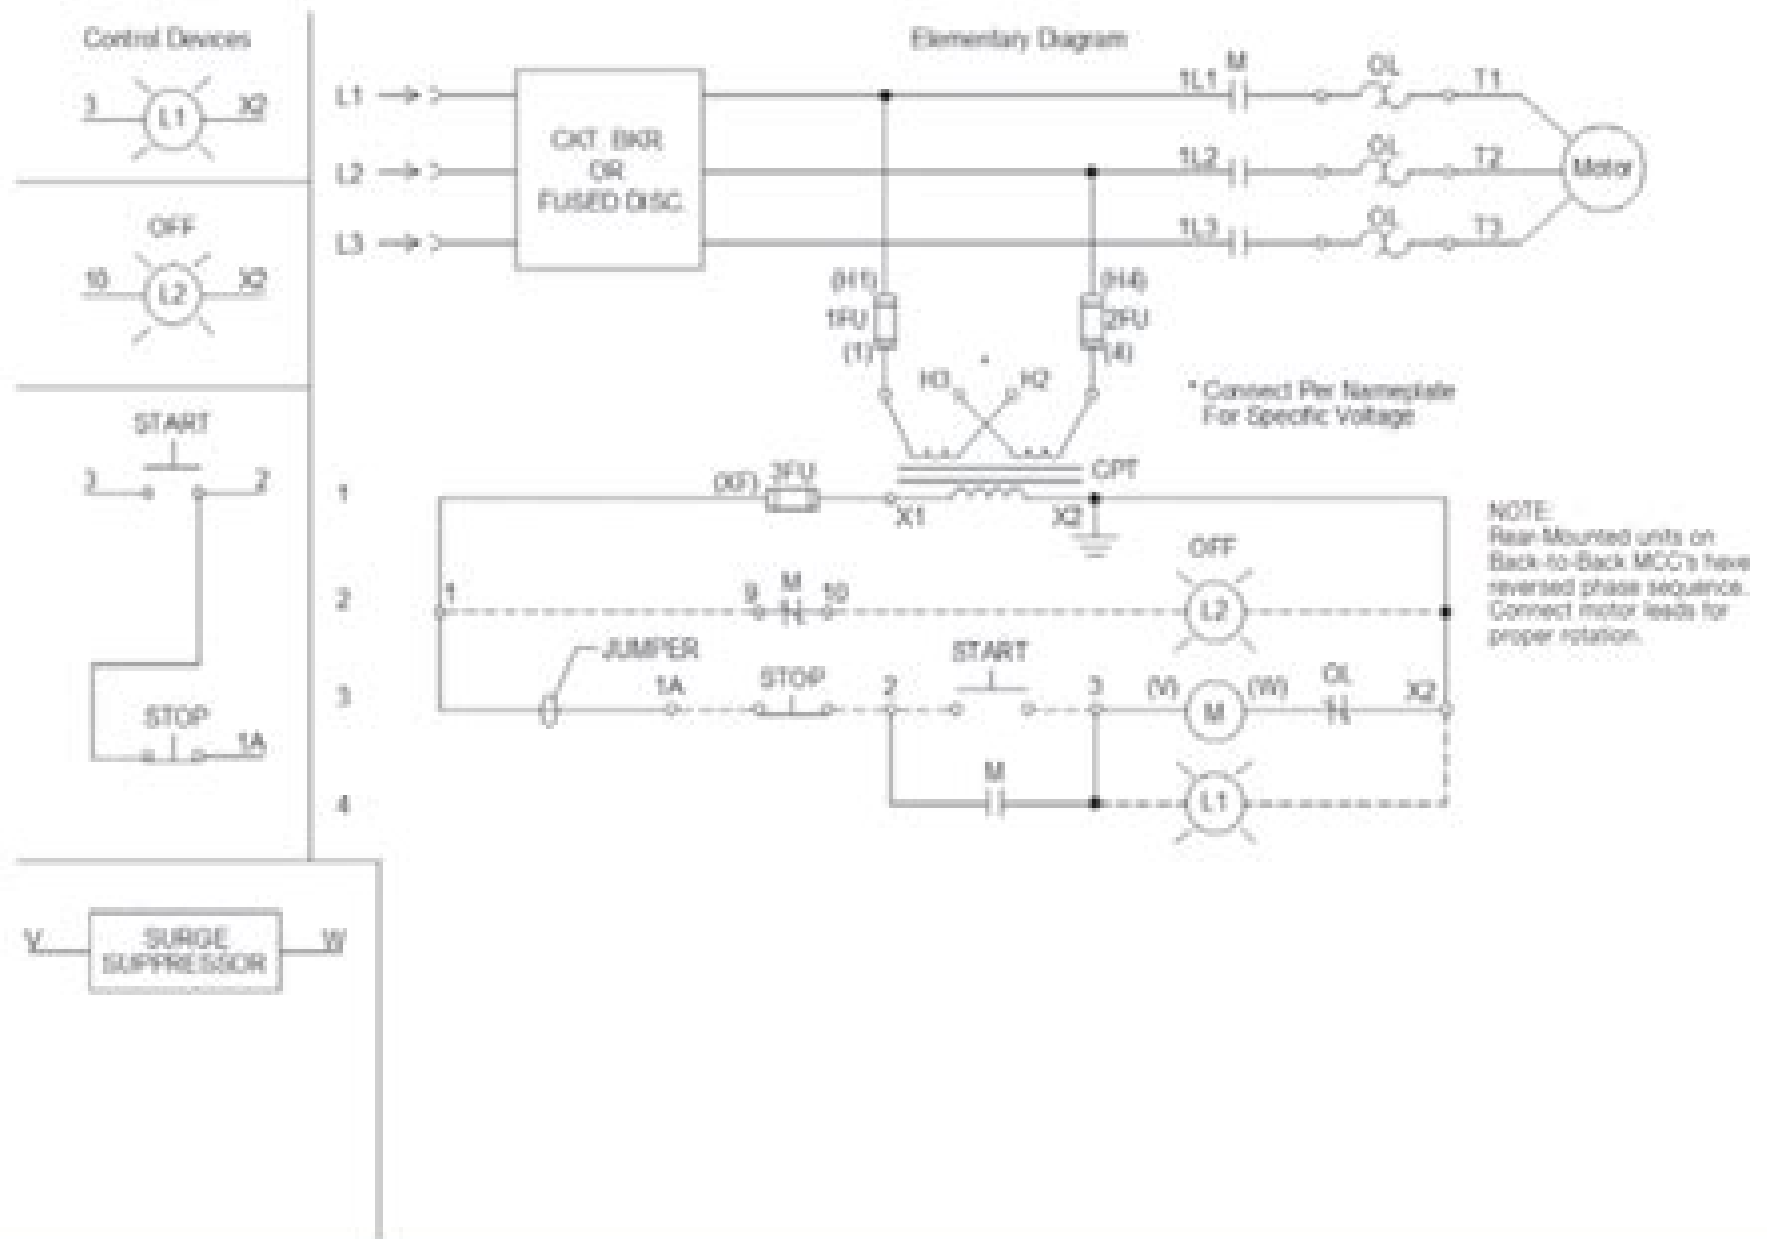 Control Devices
3 L1 X2
OFF
10 L2 X2
START
3 2
STOP
1A
V SURGE SUPPRESSOR W
Elementary Diagram
L1
L2
L3
CKT. BKR.
OR
FUSED DISC.
1L1 M OL T1
1L2 OL T2
1L3 OL T3
Motor
(H1) (H4)
1FU 2FU
(1) (4)
*
H3 H2
* Connect Per Nameplate
For Specific Voltage
CPT
1 (XF) 3FU X1 X2
NOTE:
Rear-Mounted units on
Back-to-Back MCC's have
reversed phase sequence.
Connect motor leads for
proper rotation.
OFF
2 1 9 M 10 L2
JUMPER
STOP
START
3 1A 2 3 (V) M (W) OL X2
4 M L1